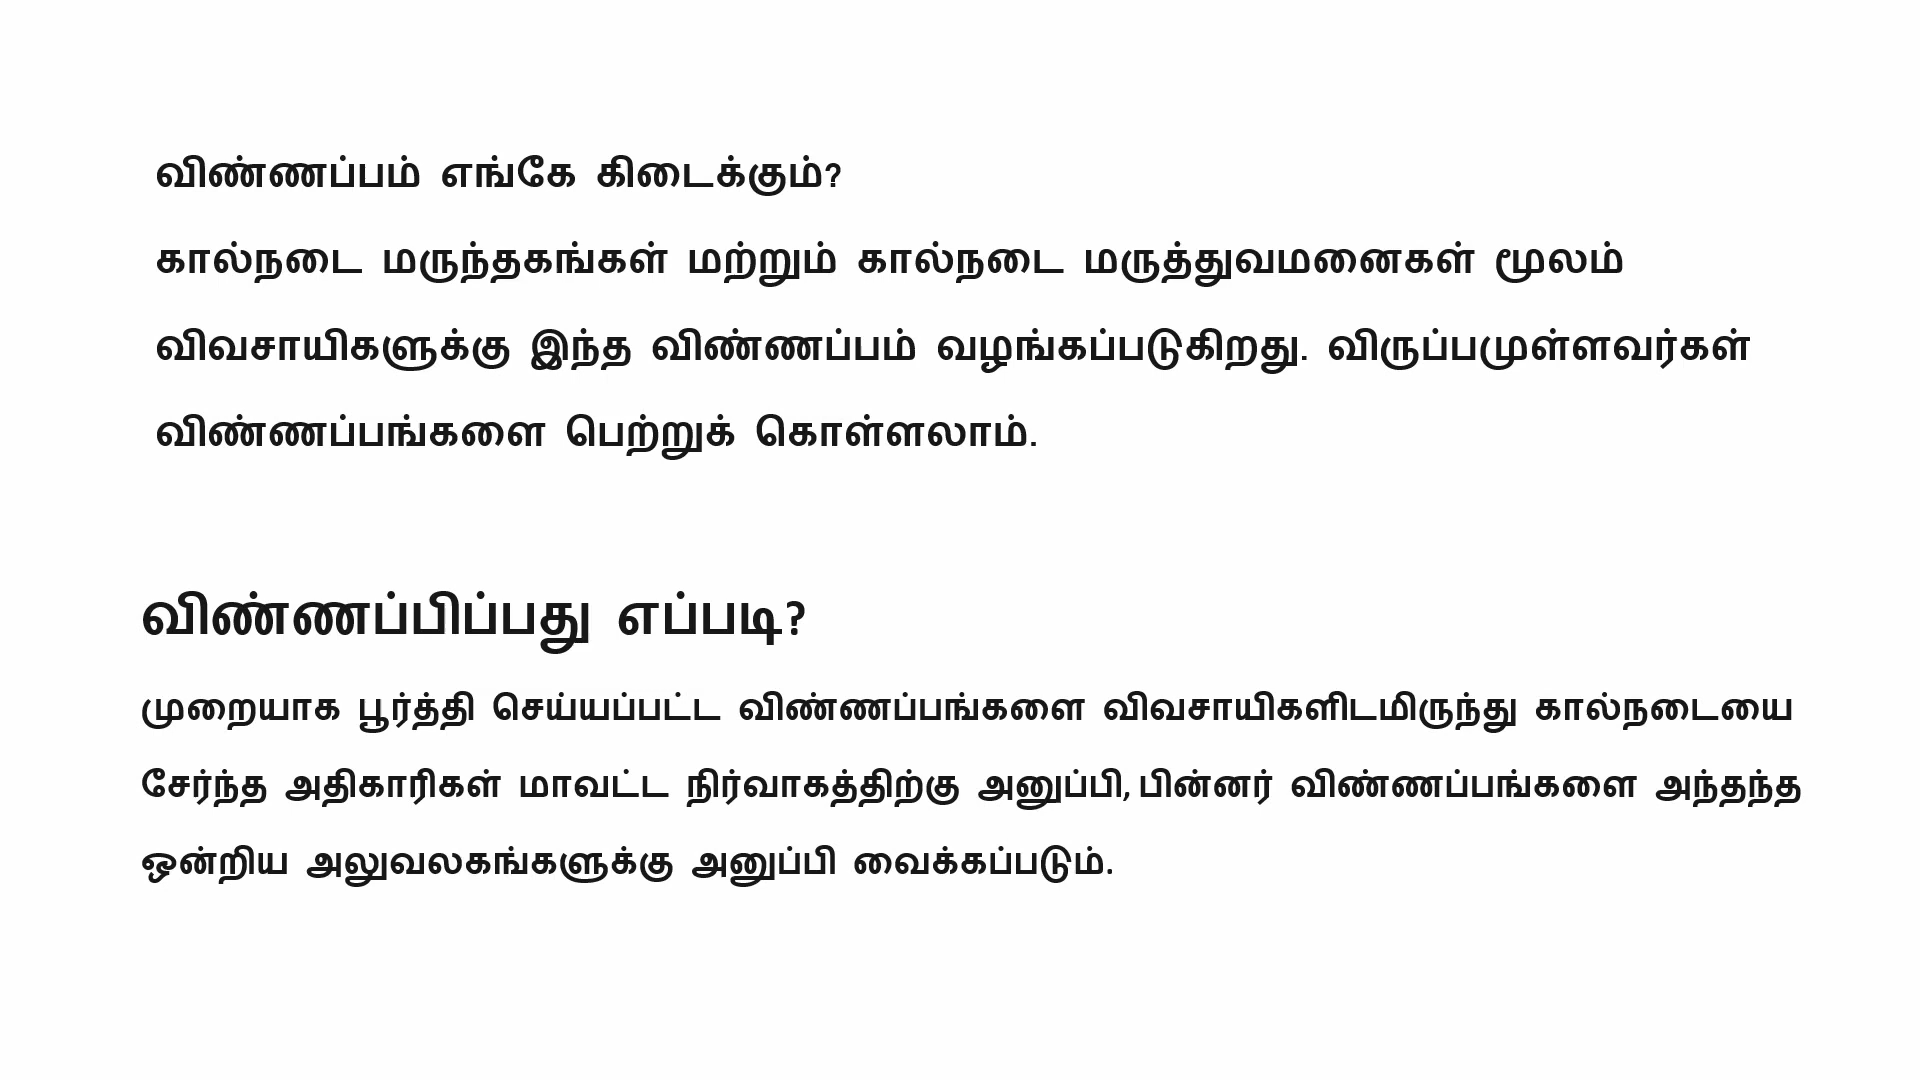 விண்ணப்பம் எங்கே கிடைக்கும்?
கால்நடை மருந்தகங்கள் மற்றும் கால்நடை மருத்துவமனைகள் மூலம்
விவசாயிகளுக்கு இந்த விண்ணப்பம் வழங்கப்படுகிறது. விருப்பமுள்ளவர்கள்
விண்ணப்பங்களை பெற்றுக் கொள்ளலாம்.
விண்ணப்பிப்பது எப்படி?
முறையாக பூர்த்தி செய்யப்பட்ட விண்ணப்பங்களை விவசாயிகளிடமிருந்து கால்நடையை
சேர்ந்த அதிகாரிகள் மாவட்ட நிர்வாகத்திற்கு அனுப்பி, பின்னர் விண்ணப்பங்களை அந்தந்த
ஒன்றிய அலுவலகங்களுக்கு அனுப்பி வைக்கப்படும்.